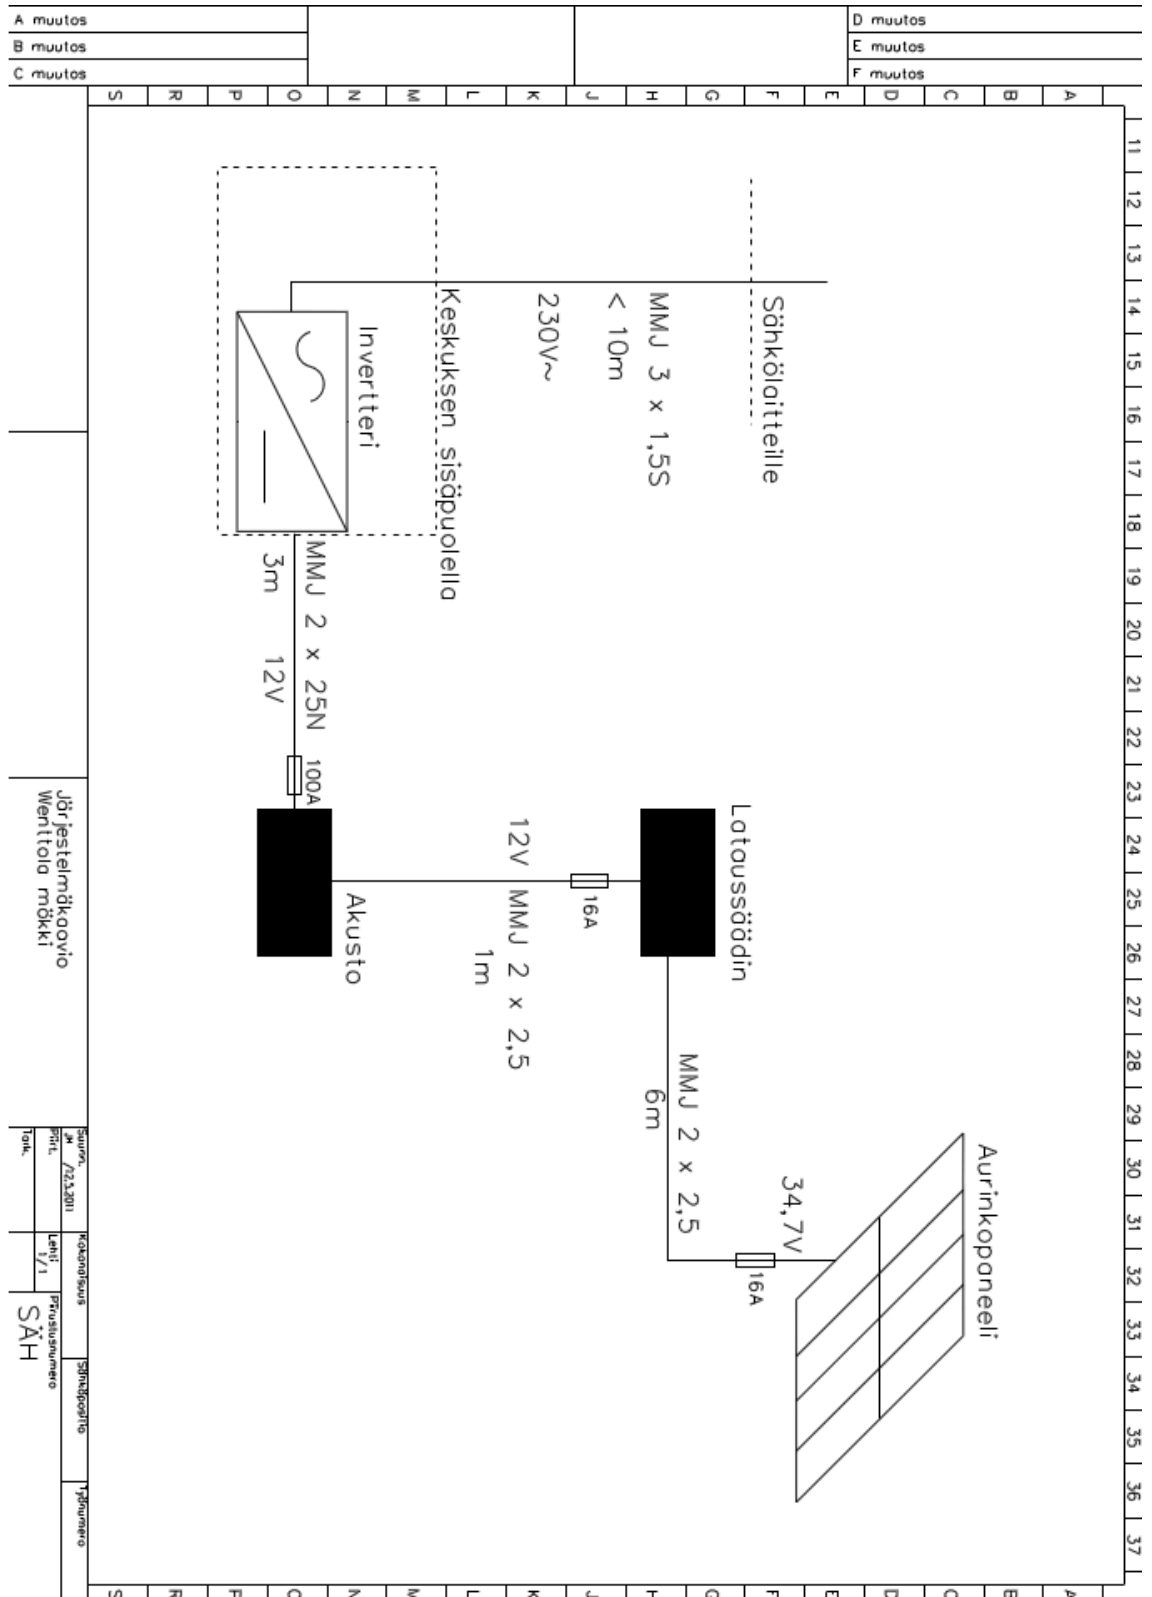 A muutos
B muutos
C muutos
D muutos
E muutos
F muutos
S R P O N M L K J H G F E D C B A
11
12
13
14
15
16
17
18
19
20
21
22
23
24
25
26
27
28
29
30
31
32
33
34
35
36
37
Sähkölaitteille
MMJ 3 x 1,5S
< 10m
230V~
Keskuksen sisäpuolella
Invertteri
MMJ 2 x 25N
3m 12V
100A
Akusto
Lataussäädin
16A
12V MMJ 2 x 2,5
1m
MMJ 2 x 2,5
6m
Aurinkopaneeli
34,7V
16A
Järjestelmäkaavio
Wenttola mökki
Suunn.
JH /12.5.2011
Piirt.
Tark.
Kokonaisuus
Lehti
1/1
Sähköpostio
Piirustusnumero
SÄH
Työnumero
S R P O N M L K J H G F E D C B A